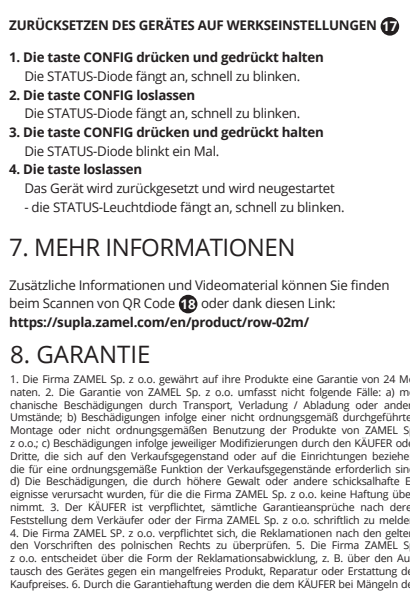 ZURÜCKSETZEN DES GERÄTES AUF WERKSEINSTELLUNGEN 17
1. Die taste CONFIG drücken und gedrückt halten
Die STATUS-Diode fängt an, schnell zu blinken.
2. Die taste CONFIG loslassen
Die STATUS-Diode fängt an, schnell zu blinken.
3. Die taste CONFIG drücken und gedrückt halten
Die STATUS-Diode blinkt ein Mal.
4. Die taste loslassen
Das Gerät wird zurückgesetzt und wird neugestartet
- die STATUS-Leuchtdiode fängt an, schnell zu blinken.
7. MEHR INFORMATIONEN
Zusätzliche Informationen und Videomaterial können Sie finden
beim Scannen von QR Code 18 oder dank diesen Link:
https://supla.zamel.com/en/product/row-02m/
8. GARANTIE
1. Die Firma ZAMEL Sp. z o.o. gewährt auf ihre Produkte eine Garantie von 24 Mo
naten. 2. Die Garantie von ZAMEL Sp. z o.o. umfasst nicht folgende Fälle: a) me
chanische Beschädigungen durch Transport, Verladung / Abladung oder ander
Umstände; b) Beschädigungen infolge einer nicht ordnungsgemäß durchgeführte
Montage oder nicht ordnungsgemäßen Benutzung der Produkte von ZAMEL Sp
z o.o.; c) Beschädigungen infolge jeweiliger Modifizierungen durch den KÄUFER ode
Dritte, die sich auf den Verkaufsgegenstand oder auf die Einrichtungen beziehe
die für eine ordnungsgemäße Funktion der Verkaufsgegenstände erforderlich sin
d) Die Beschädigungen, die durch höhere Gewalt oder andere schicksalhafte E
eignisse verursacht wurden, für die die Firma ZAMEL Sp. z o.o. keine Haftung übe
nimmt. 3. Der KÄUFER ist verpflichtet, sämtliche Garantieansprüche nach dere
Feststellung dem Verkäufer oder der Firma ZAMEL Sp. z o.o. schriftlich zu melde
4. Die Firma ZAMEL SP. z o.o. verpflichtet sich, die Reklamationen nach den gelten
den Vorschriften des polnischen Rechts zu überprüfen. 5. Die Firma ZAMEL Sp
z o.o. entscheidet über die Form der Reklamationsabwicklung, z. B. über den Au
tausch des Gerätes gegen ein mangelfreies Produkt, Reparatur oder Erstattung de
Kaufpreises. 6. Durch die Garantiehaftung werden die dem KÄUFER bei Mängeln de